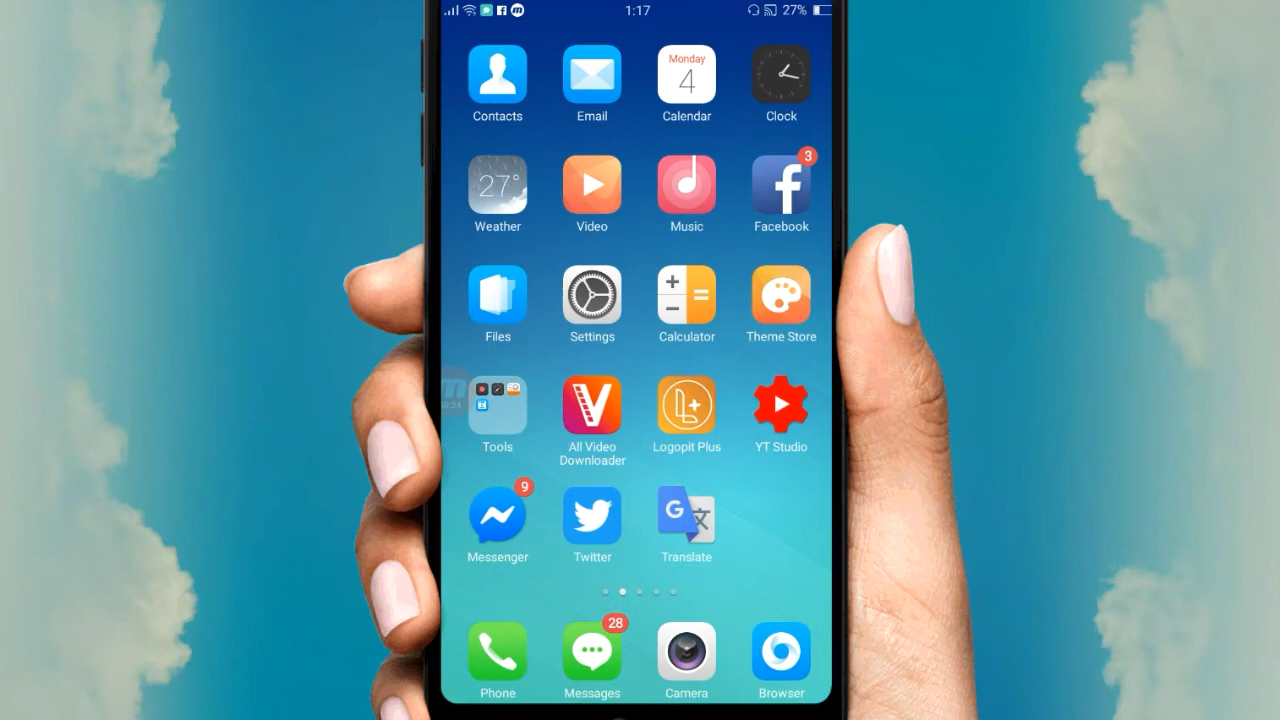 1:17
27%
Monday
4
Contacts
Email
Calendar
Clock
27°
3
Weather
Video
Music
Facebook
Files
Settings
Calculator
Theme Store
Tools
All Video
Downloader
Logopit Plus
YT Studio
9
G
文
Messenger
Twitter
Translate
28
Phone
Messages
Camera
Browser